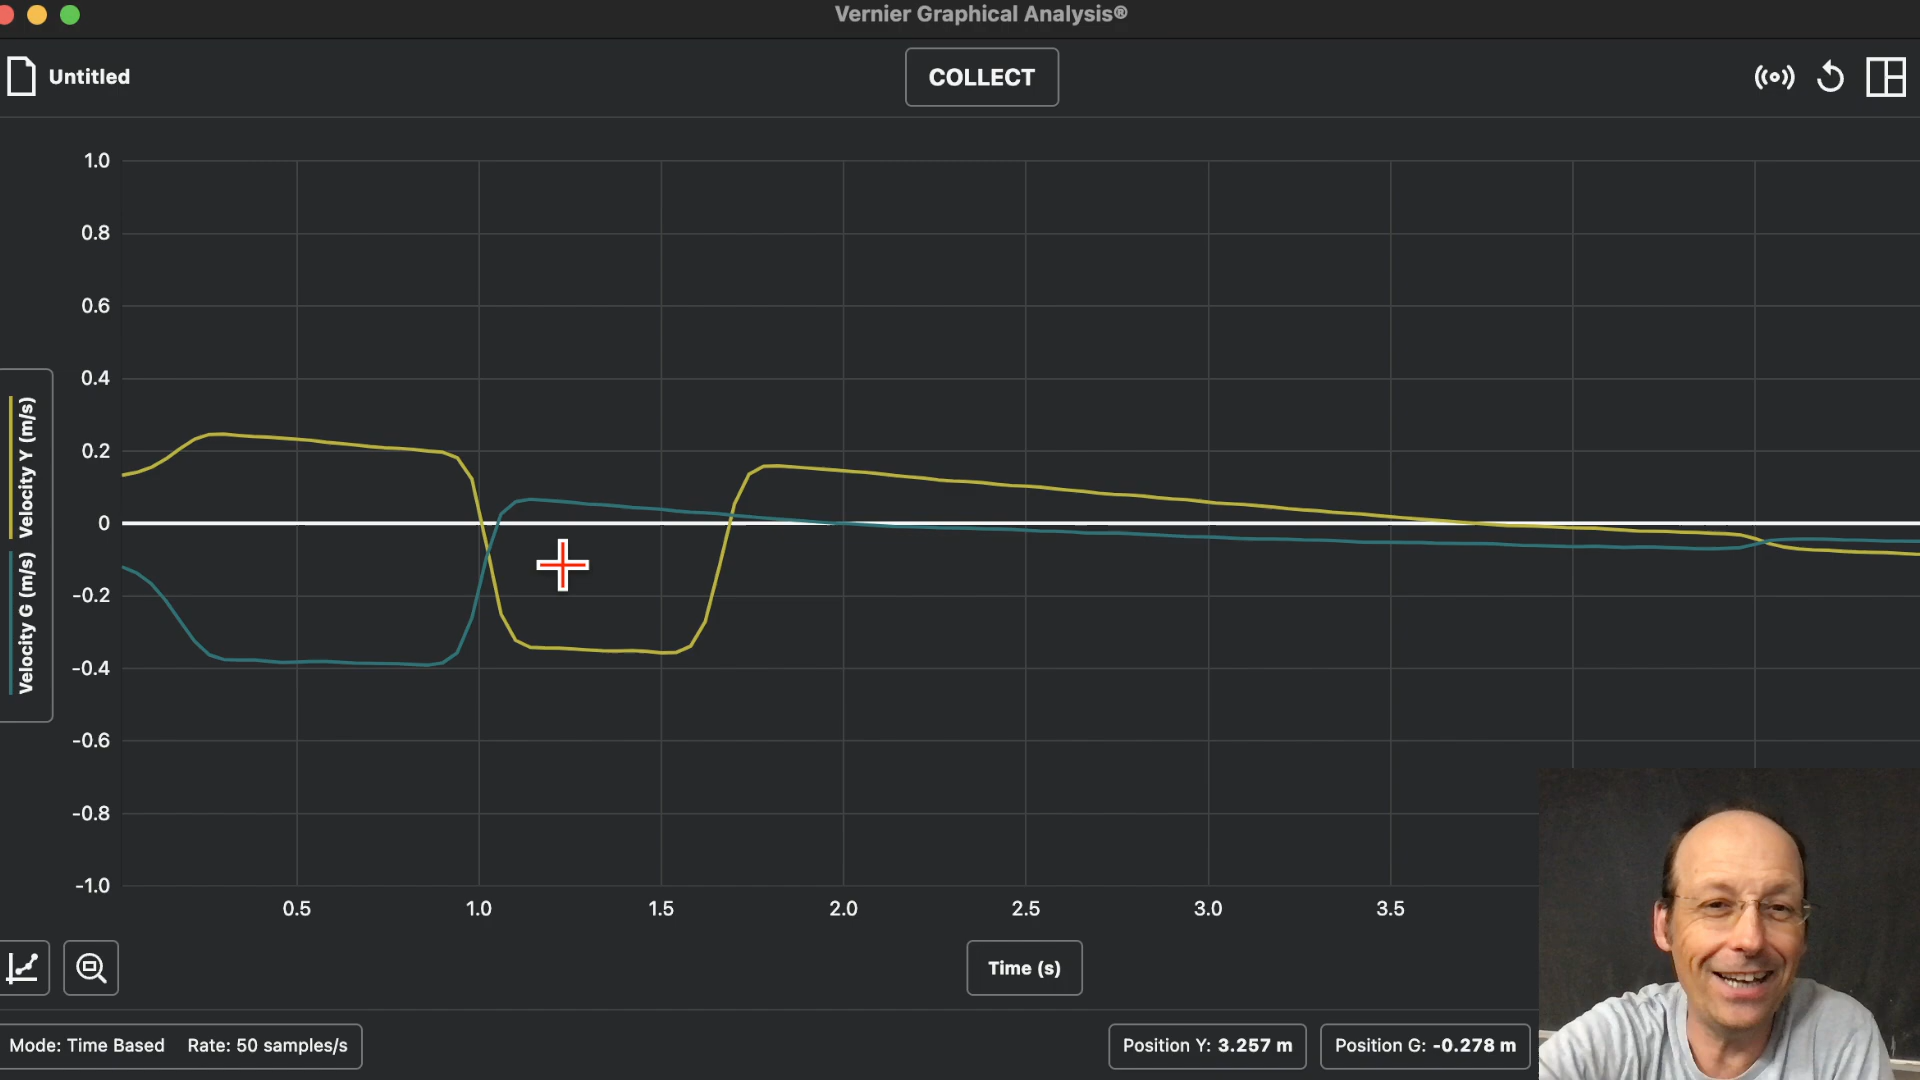 Vernier Graphical Analysis®
Untitled
COLLECT
1.0
0.8
0.6
0.4
0.2
0
-0.2
-0.4
-0.6
-0.8
-1.0
Velocity Y (m/s)
Velocity G (m/s)
0.5 1.0 1.5 2.0 2.5 3.0 3.5
Time (s)
Mode: Time Based Rate: 50 samples/s
Position Y: 3.257 m
Position G: -0.278 m